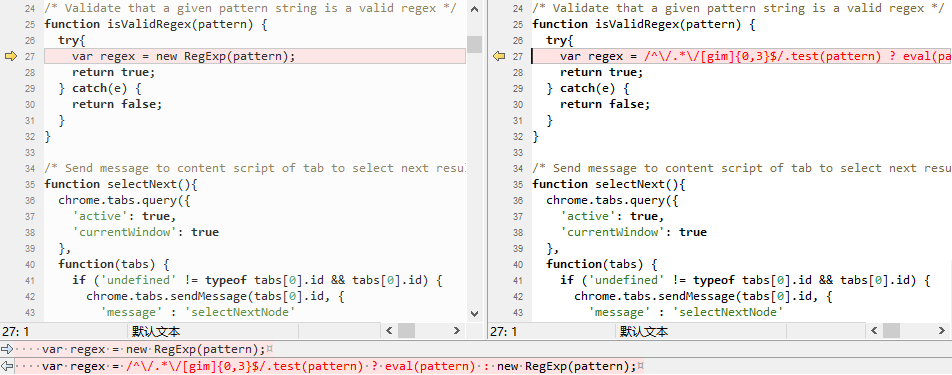 24 /* Validate that a given pattern string is a valid regex */
25 function isValidRegex(pattern) {
26 try{
27 var regex = new RegExp(pattern);
28 return true;
29 } catch(e) {
30 return false;
31 }
32 }
33
34 /* Send message to content script of tab to select next resu
35 function selectNext(){
36 chrome.tabs.query({
37 'active': true,
38 'currentWindow': true
39 },
40 function(tabs) {
41 if ('undefined' != typeof tabs[0].id && tabs[0].id) {
42 chrome.tabs.sendMessage(tabs[0].id, {
43 'message' : 'selectNextNode'
27: 1 默认文本
24 /* Validate that a given pattern string is a valid regex */
25 function isValidRegex(pattern) {
26 try{
27 var regex = /^\/.*\/[gim]{0,3}$/.test(pattern) ? eval(pa
28 return true;
29 } catch(e) {
30 return false;
31 }
32 }
33
34 /* Send message to content script of tab to select next resu
35 function selectNext(){
36 chrome.tabs.query({
37 'active': true,
38 'currentWindow': true
39 },
40 function(tabs) {
41 if ('undefined' != typeof tabs[0].id && tabs[0].id) {
42 chrome.tabs.sendMessage(tabs[0].id, {
43 'message' : 'selectNextNode'
27: 1 默认文本
····var·regex·=·new·RegExp(pattern);¤
····var·regex·=·/^\/.*\/[gim]{0,3}$/.test(pattern)·?·eval(pattern)·:·new·RegExp(pattern);¤